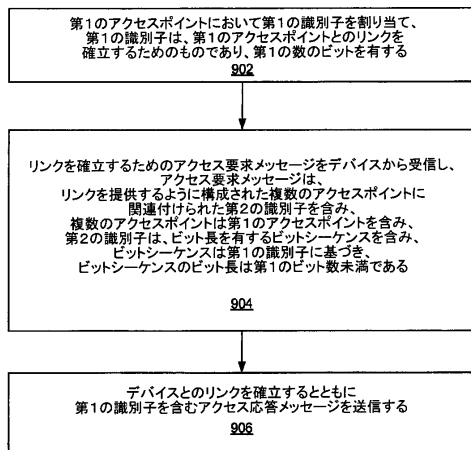 第1のアクセスポイントにおいて第1の識別子を割り当て、
第1の識別子は、第1のアクセスポイントとのリンクを
確立するためのものであり、第1の数のビットを有する
902
リンクを確立するためのアクセス要求メッセージをデバイスから受信し、
アクセス要求メッセージは、
リンクを提供するように構成された複数のアクセスポイントに
関連付けられた第2の識別子を含み、
複数のアクセスポイントは第1のアクセスポイントを含み、
第2の識別子は、ビット長を有するビットシーケンスを含み、
ビットシーケンスは第1の識別子に基づき、
ビットシーケンスのビット長は第1のビット数未満である
904
デバイスとのリンクを確立するとともに
第1の識別子を含むアクセス応答メッセージを送信する
906